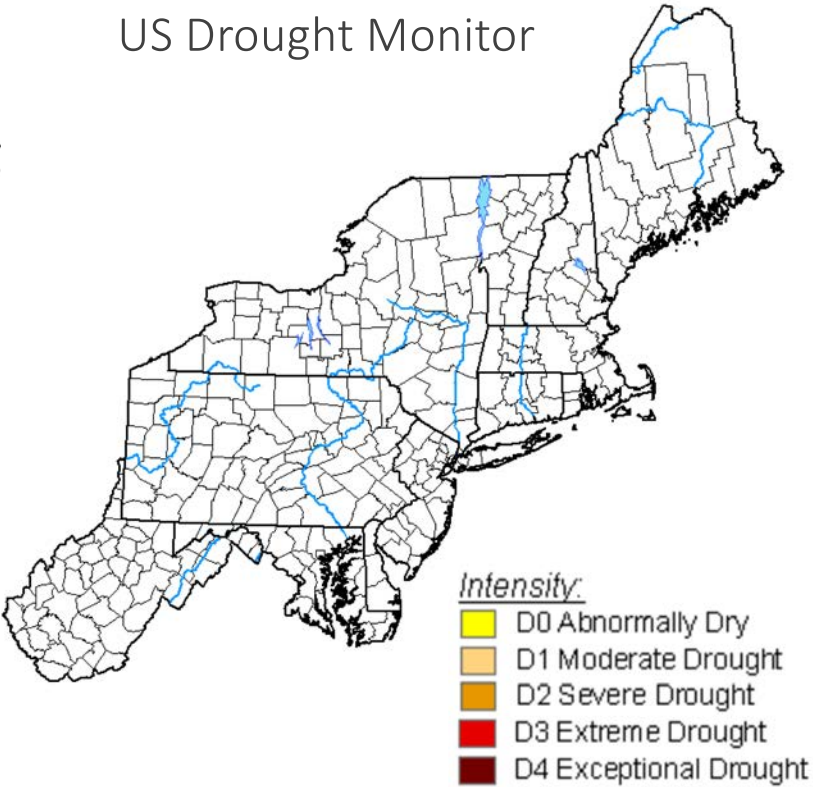 US Drought Monitor
Intensity:
D0 Abnormally Dry
D1 Moderate Drought
D2 Severe Drought
D3 Extreme Drought
D4 Exceptional Drought